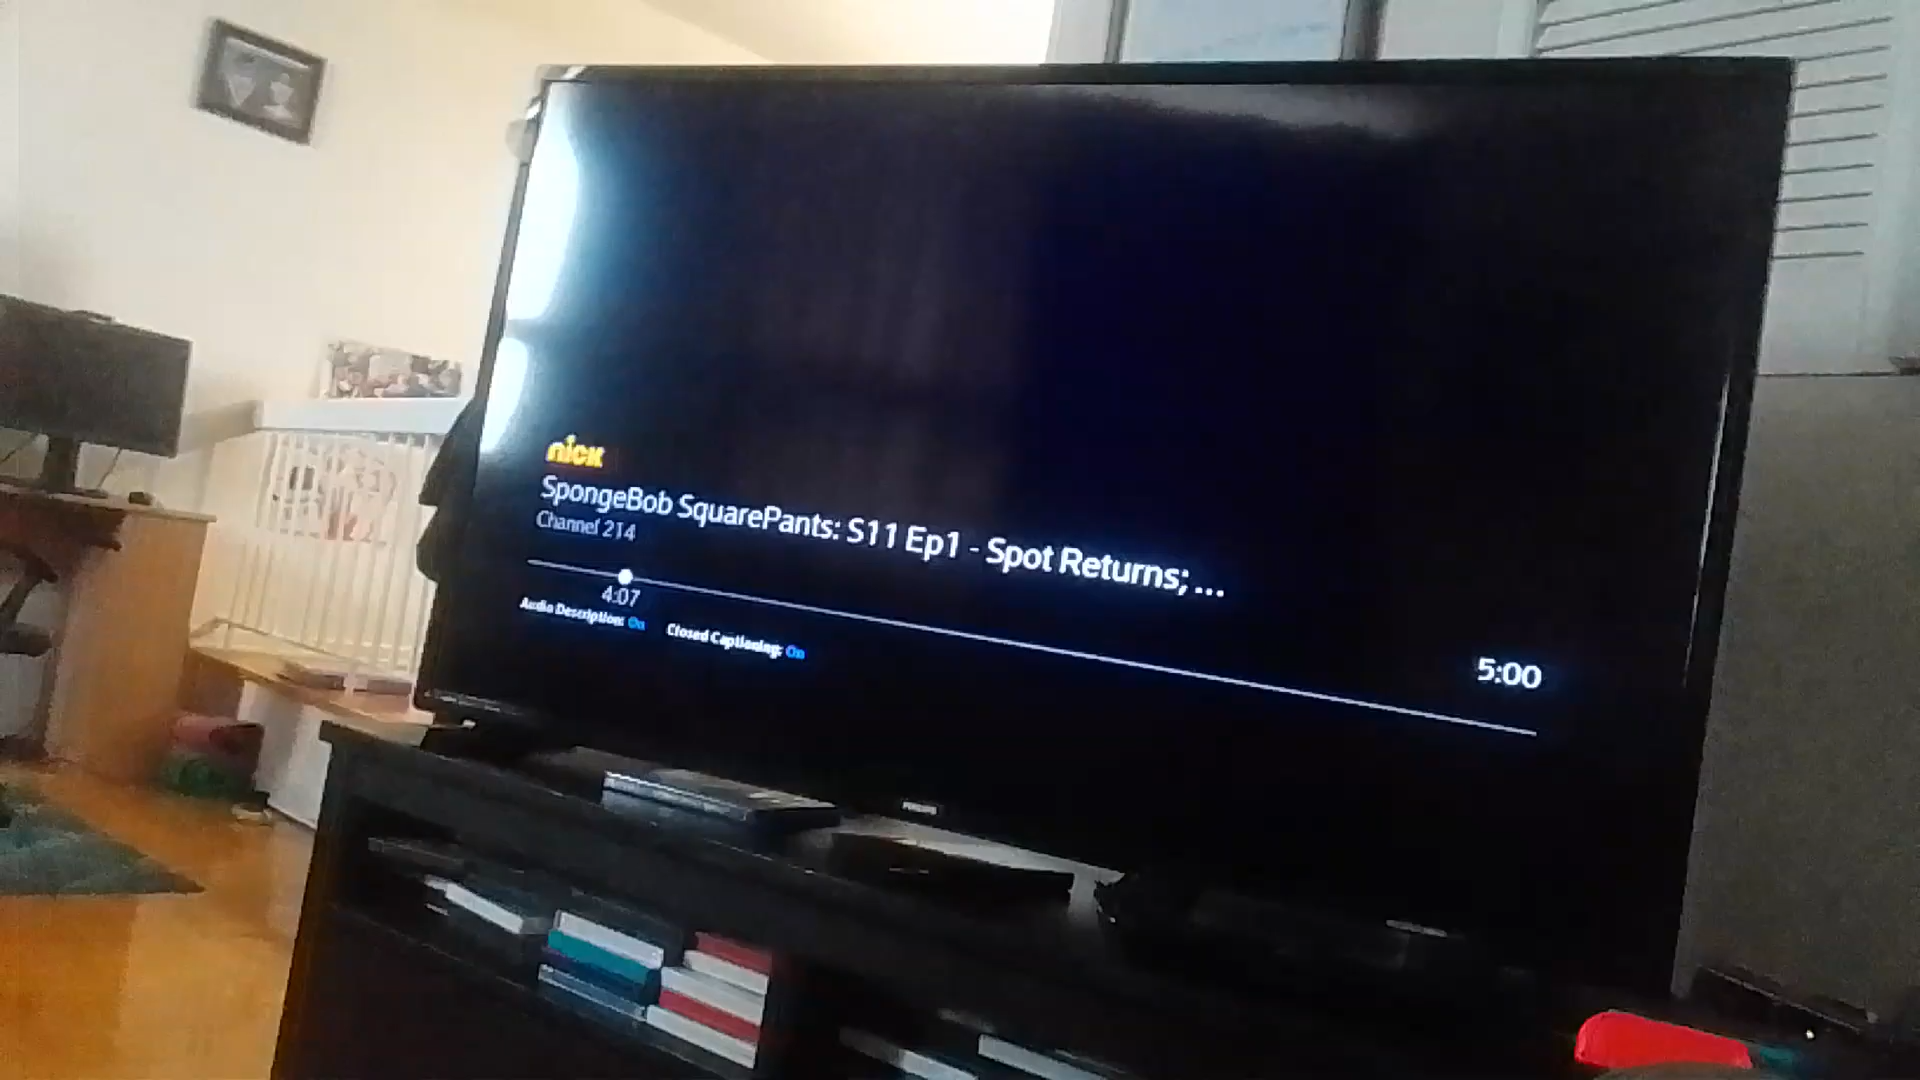 nick
SpongeBob SquarePants: S11 Ep1 - Spot Returns; ...
Channel 214
4:07
5:00
Audio Description: On Closed Captioning: On
PHILIPS